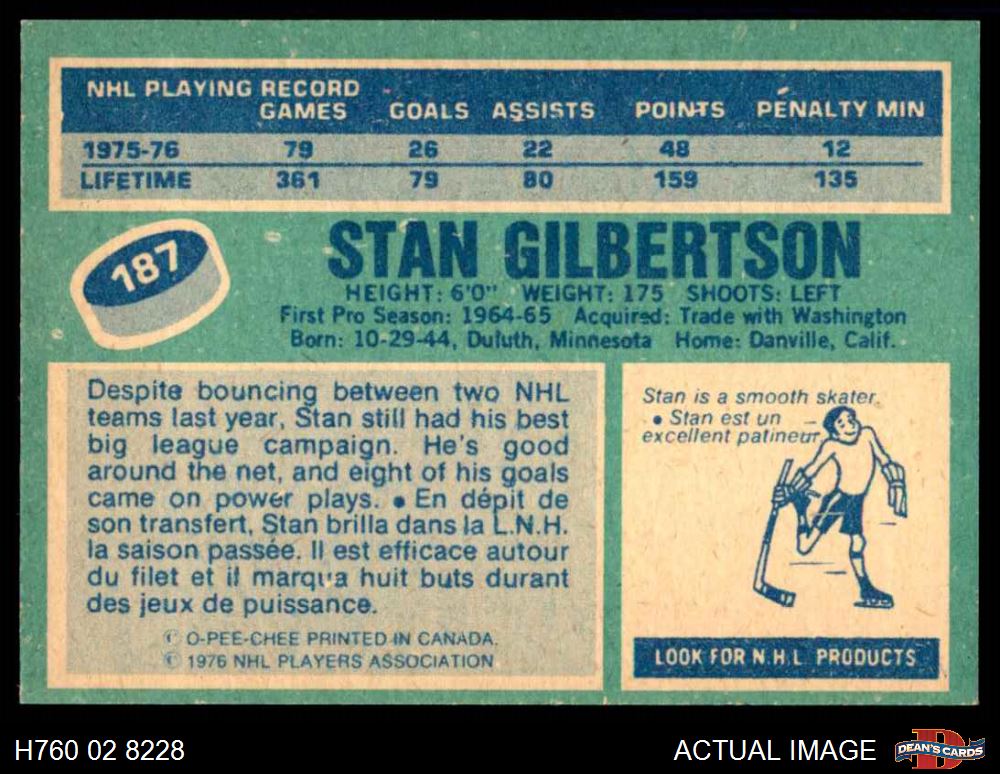 NHL PLAYING RECORD
GAMES GOALS ASSISTS POINTS PENALTY MIN
1975-76 79 26 22 48 12
LIFETIME 361 79 80 159 135
187
STAN GILBERTSON
HEIGHT: 6'0" WEIGHT: 175 SHOOTS: LEFT
First Pro Season: 1964-65 Acquired: Trade with Washington
Born: 10-29-44, Duluth, Minnesota Home: Danville, Calif.
Despite bouncing between two NHL
teams last year, Stan still had his best
big league campaign. He's good
around the net, and eight of his goals
came on power plays. • En dépit de
son transfert, Stan brilla dans la L.N.H.
la saison passée. Il est efficace autour
du filet et il marqua huit buts durant
des jeux de puissance.
© O-PEE-CHEE PRINTED IN CANADA.
© 1976 NHL PLAYERS ASSOCIATION
Stan is a smooth skater.
• Stan est un
excellent patineur
LOOK FOR N.H.L. PRODUCTS
H760 02 8228
ACTUAL IMAGE
DEAN'S CARDS